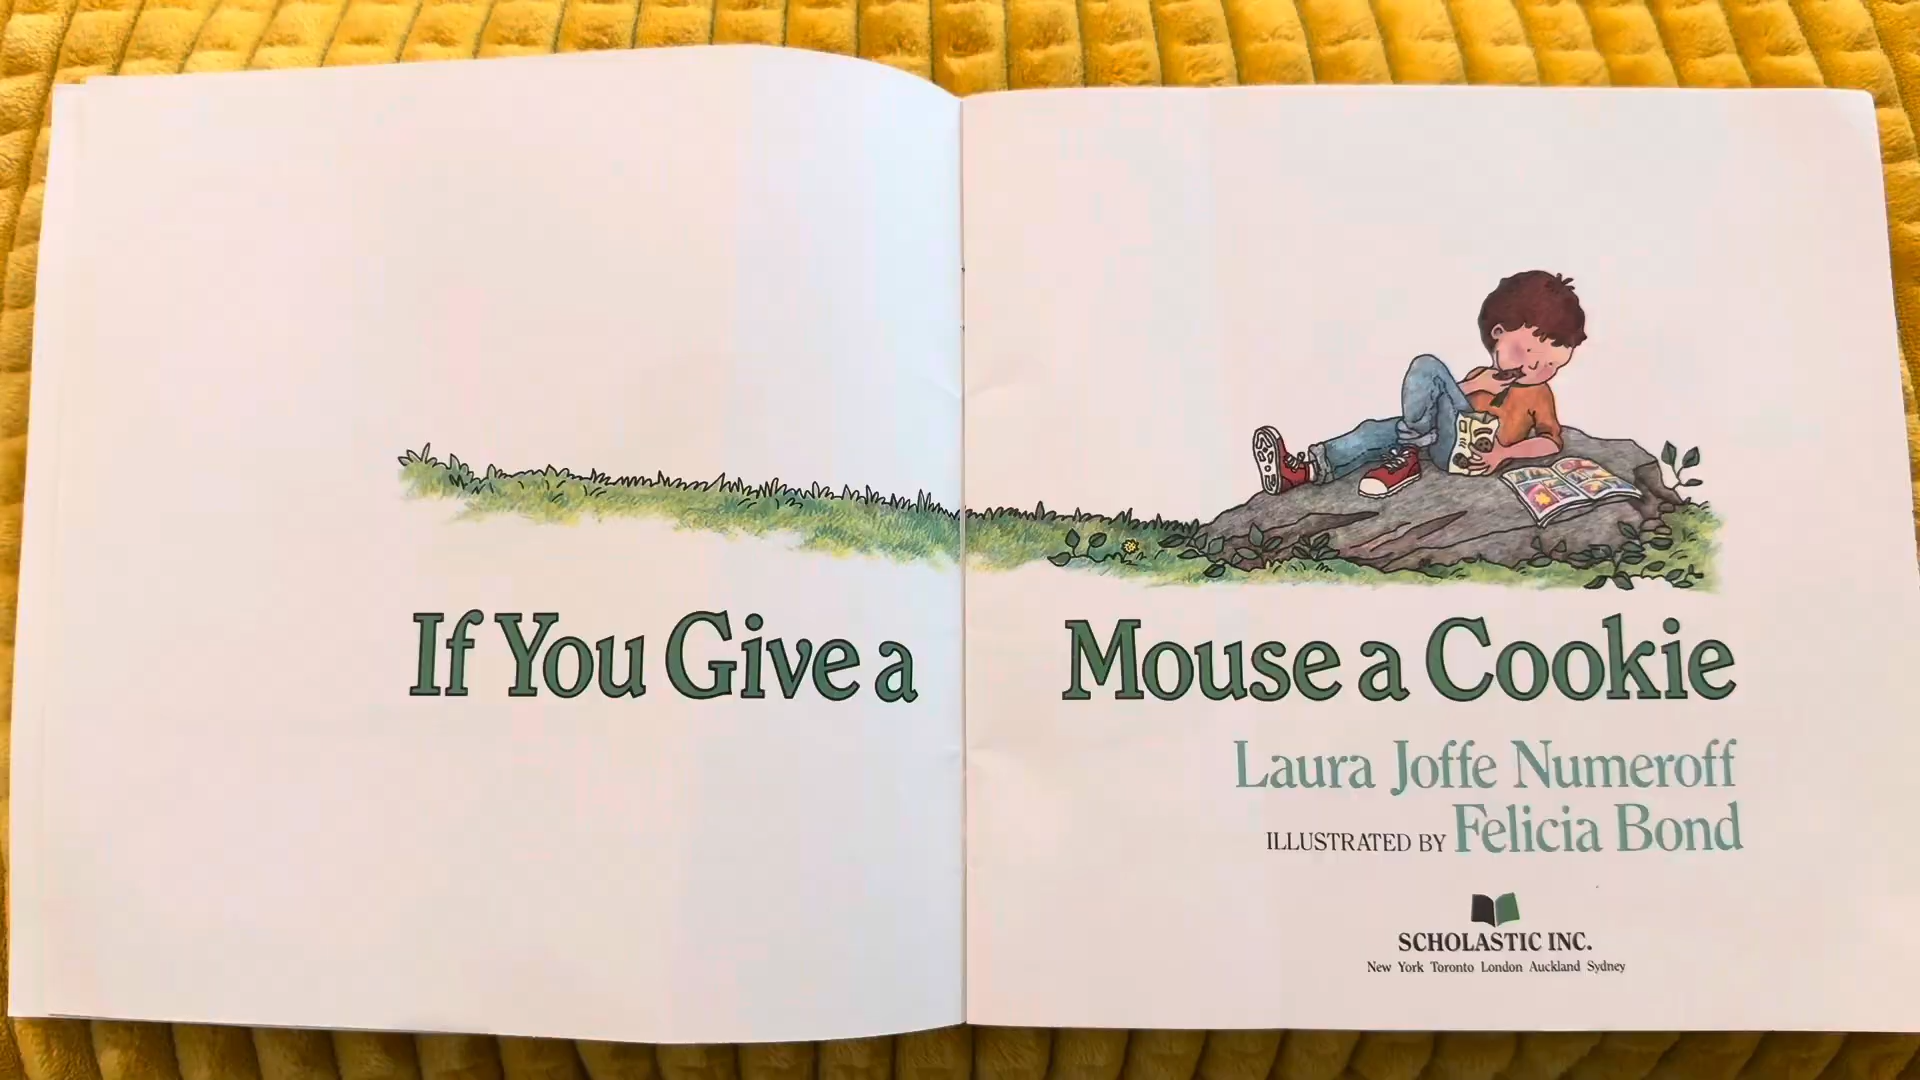 If You Give a Mouse a Cookie
Laura Joffe Numeroff
ILLUSTRATED BY Felicia Bond
SCHOLASTIC INC.
New York Toronto London Auckland Sydney